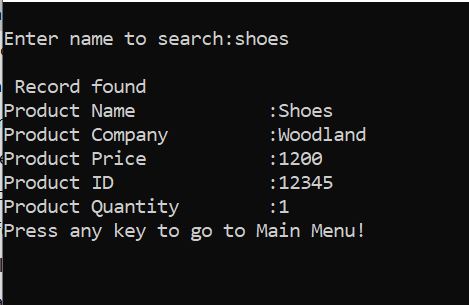 Enter name to search:shoes
Record found
Product Name :Shoes
Product Company :Woodland
Product Price :1200
Product ID :12345
Product Quantity :1
Press any key to go to Main Menu!